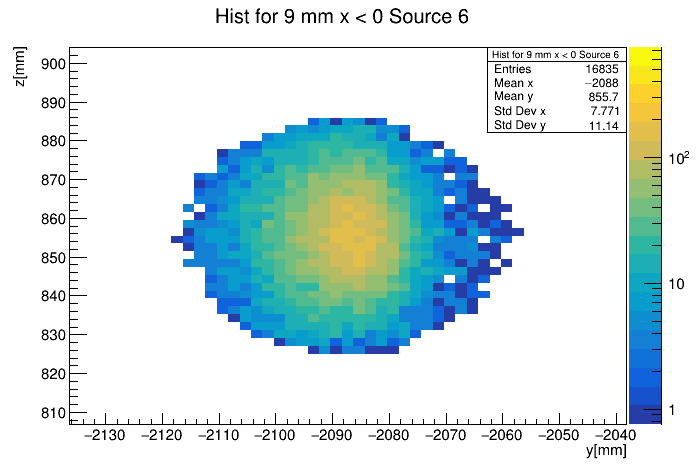 Hist for 9 mm x < 0 Source 6
z[mm]
Hist for 9 mm x < 0 Source 6
Entries 16835
Mean x −2088
Mean y 855.7
Std Dev x 7.771
Std Dev y 11.14
900
890
880
870
860
850
840
830
820
810
10²
10
1
−2130 −2120 −2110 −2100 −2090 −2080 −2070 −2060 −2050 −2040
y[mm]